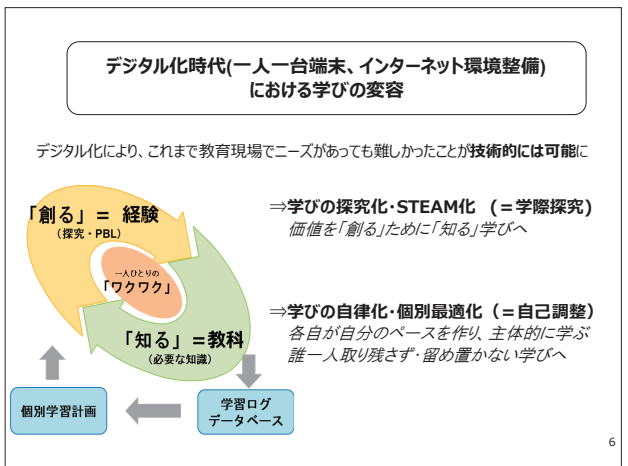 デジタル化時代(一人一台端末、インターネット環境整備)
における学びの変容
デジタル化により、これまで教育現場でニーズがあっても難しかったことが技術的には可能に
「創る」＝ 経験
(探究・PBL)
一人ひとりの
「ワクワク」
「知る」＝教科
(必要な知識)
個別学習計画
学習ログ
データベース
⇒学びの探究化・STEAM化 (＝学際探究)
価値を「創る」ために「知る」学びへ
⇒学びの自律化・個別最適化（＝自己調整）
各自が自分のペースを作り、主体的に学ぶ
誰一人取り残さず・留め置かない学びへ
6